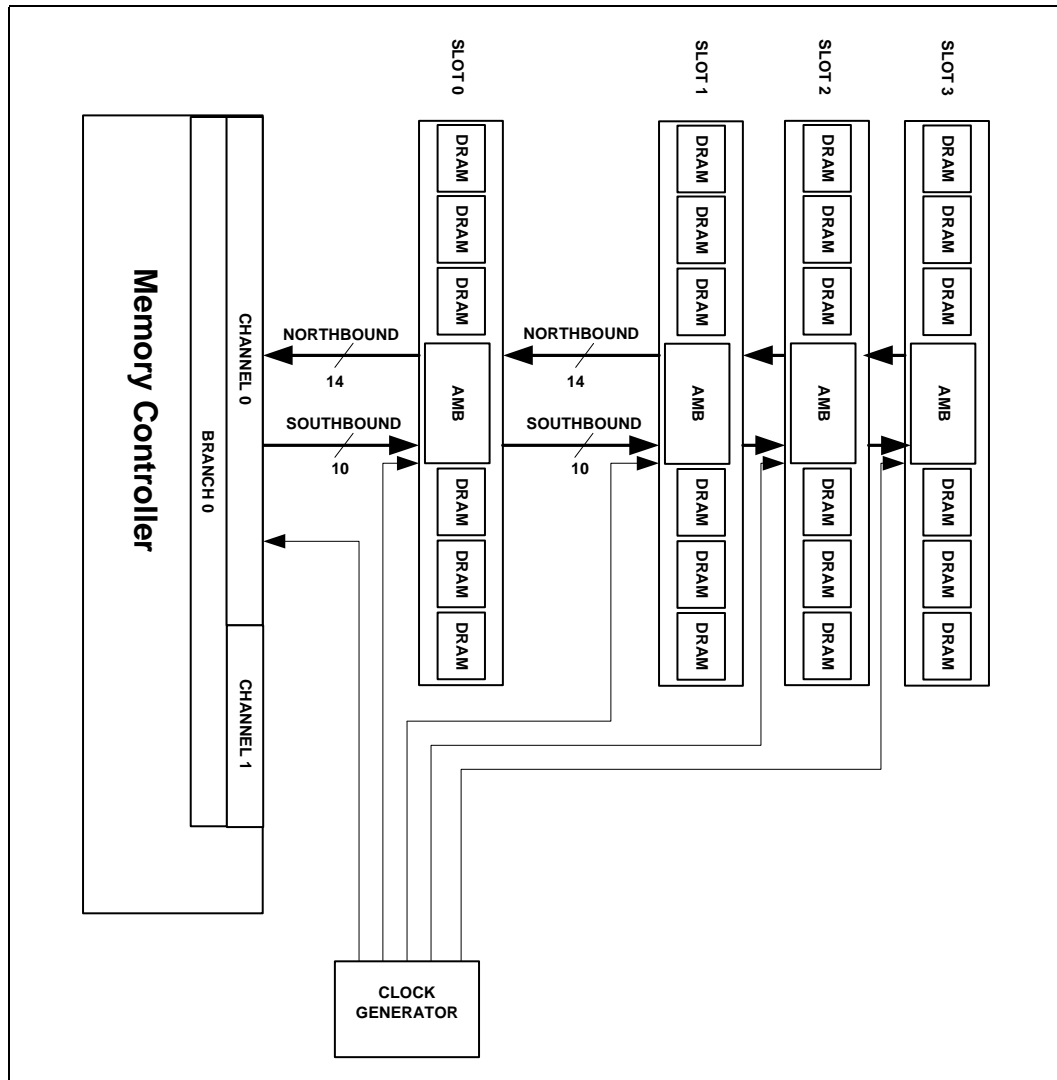 SLOT 0
SLOT 1
SLOT 2
SLOT 3
DRAM
DRAM
DRAM
DRAM
DRAM
DRAM
DRAM
DRAM
DRAM
DRAM
DRAM
DRAM
Memory Controller
BRANCH 0
CHANNEL 0
CHANNEL 1
NORTHBOUND
14
SOUTHBOUND
10
AMB
NORTHBOUND
14
SOUTHBOUND
10
AMB
AMB
AMB
DRAM
DRAM
DRAM
DRAM
DRAM
DRAM
DRAM
DRAM
DRAM
DRAM
DRAM
DRAM
CLOCK
GENERATOR